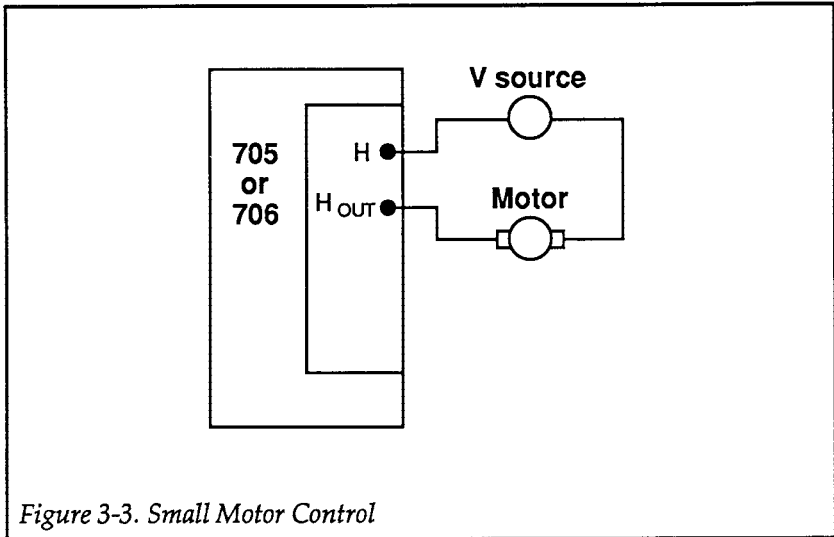 V source
705
or
706
H
H OUT
Motor
Figure 3-3. Small Motor Control